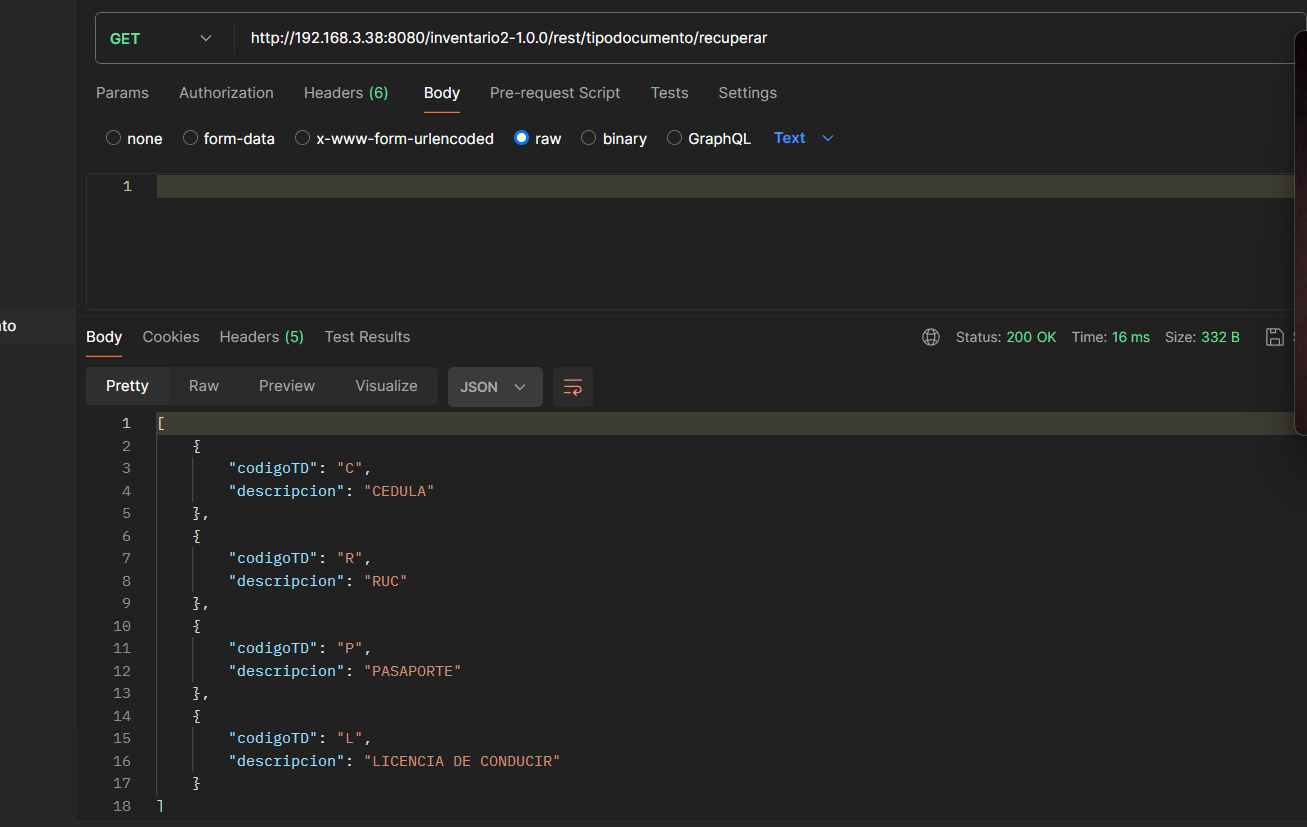 GET http://192.168.3.38:8080/inventario2-1.0.0/rest/tipodocumento/recuperar
Params Authorization Headers (6) Body Pre-request Script Tests Settings
none form-data x-www-form-urlencoded raw binary GraphQL Text
1
Body Cookies Headers (5) Test Results Status: 200 OK Time: 16 ms Size: 332 B
Pretty Raw Preview Visualize JSON
1 [
2 {
3 "codigoTD": "C",
4 "descripcion": "CEDULA"
5 },
6 {
7 "codigoTD": "R",
8 "descripcion": "RUC"
9 },
10 {
11 "codigoTD": "P",
12 "descripcion": "PASAPORTE"
13 },
14 {
15 "codigoTD": "L",
16 "descripcion": "LICENCIA DE CONDUCIR"
17 }
18 ]